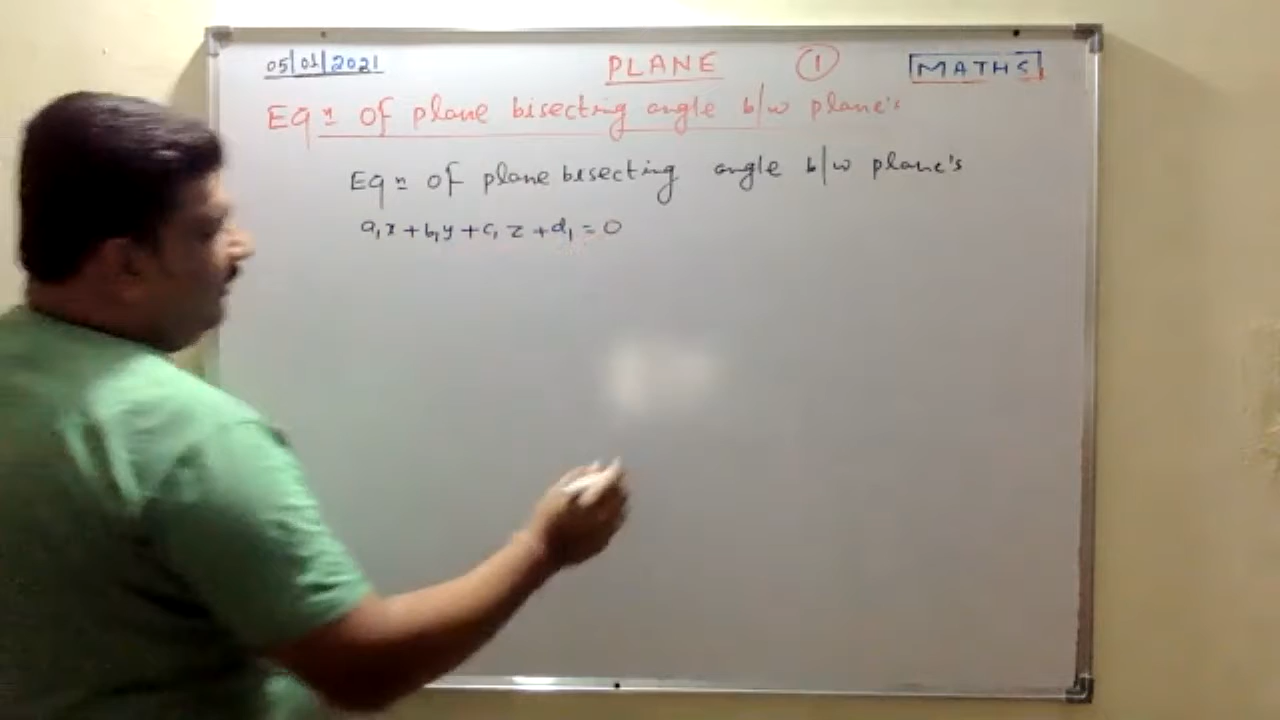 05/01/2021 PLANE 1 MATHS
Eqn Of plane bisecting angle b/w plane's
Eqn Of plane bisecting angle b/w plane's
a₁x + b₁y + c₁z + d₁ = 0